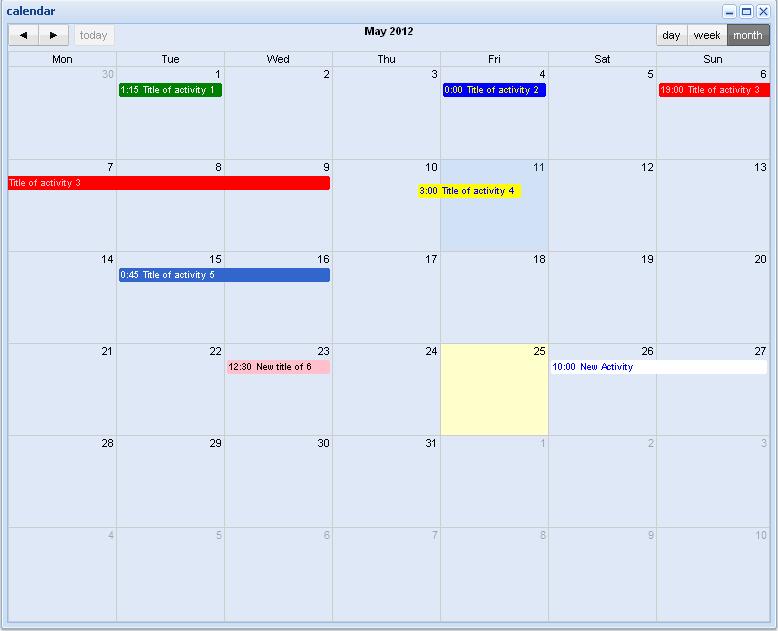 calendar
◄ ► today May 2012 day week month
Mon Tue Wed Thu Fri Sat Sun
30 1 2 3 4 5 6
1:15 Title of activity 1 0:00 Title of activity 2 19:00 Title of activity 3
7 8 9 10 11 12 13
Title of activity 3 3:00 Title of activity 4
14 15 16 17 18 19 20
0:45 Title of activity 5
21 22 23 24 25 26 27
12:30 New title of 6 10:00 New Activity
28 29 30 31 1 2 3
4 5 6 7 8 9 10